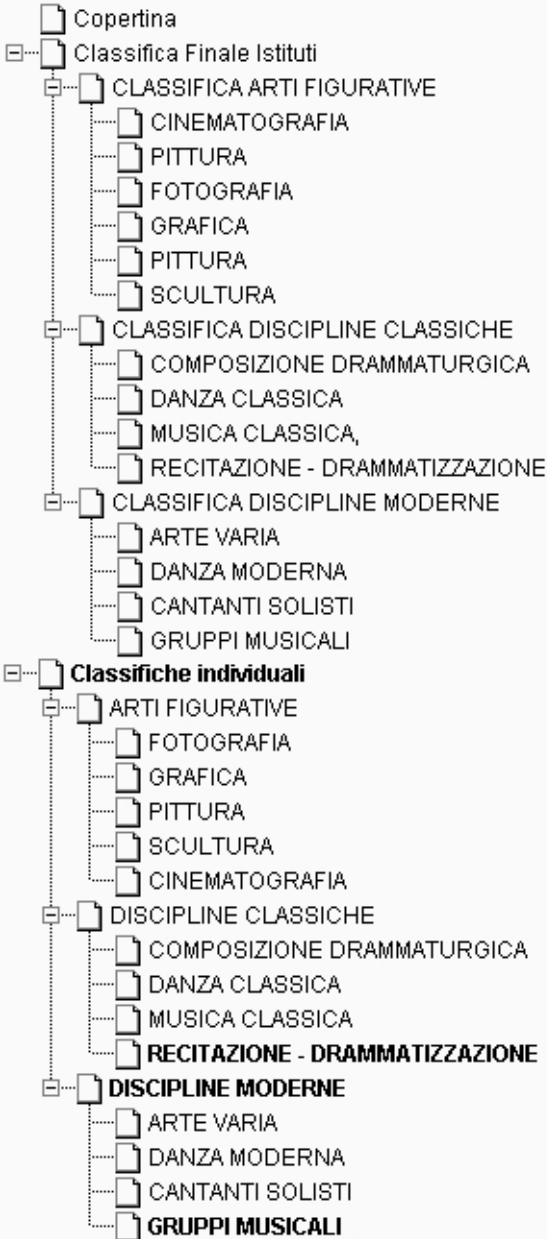 Copertina
Classifica Finale Istituti
CLASSIFICA ARTI FIGURATIVE
CINEMATOGRAFIA
PITTURA
FOTOGRAFIA
GRAFICA
PITTURA
SCULTURA
CLASSIFICA DISCIPLINE CLASSICHE
COMPOSIZIONE DRAMMATURGICA
DANZA CLASSICA
MUSICA CLASSICA,
RECITAZIONE - DRAMMATIZZAZIONE
CLASSIFICA DISCIPLINE MODERNE
ARTE VARIA
DANZA MODERNA
CANTANTI SOLISTI
GRUPPI MUSICALI
Classifiche individuali
ARTI FIGURATIVE
FOTOGRAFIA
GRAFICA
PITTURA
SCULTURA
CINEMATOGRAFIA
DISCIPLINE CLASSICHE
COMPOSIZIONE DRAMMATURGICA
DANZA CLASSICA
MUSICA CLASSICA
RECITAZIONE - DRAMMATIZZAZIONE
DISCIPLINE MODERNE
ARTE VARIA
DANZA MODERNA
CANTANTI SOLISTI
GRUPPI MUSICALI